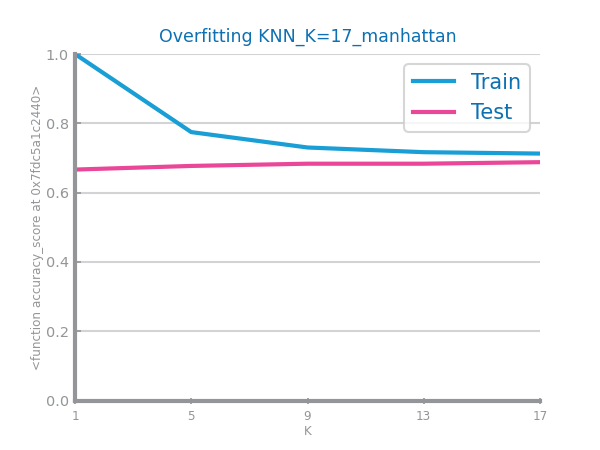 Overfitting KNN_K=17_manhattan
<function accuracy_score at 0x7fdc5a1c2440>
1.0
0.8
0.6
0.4
0.2
0.0
Train
Test
1 5 9 13 17
K